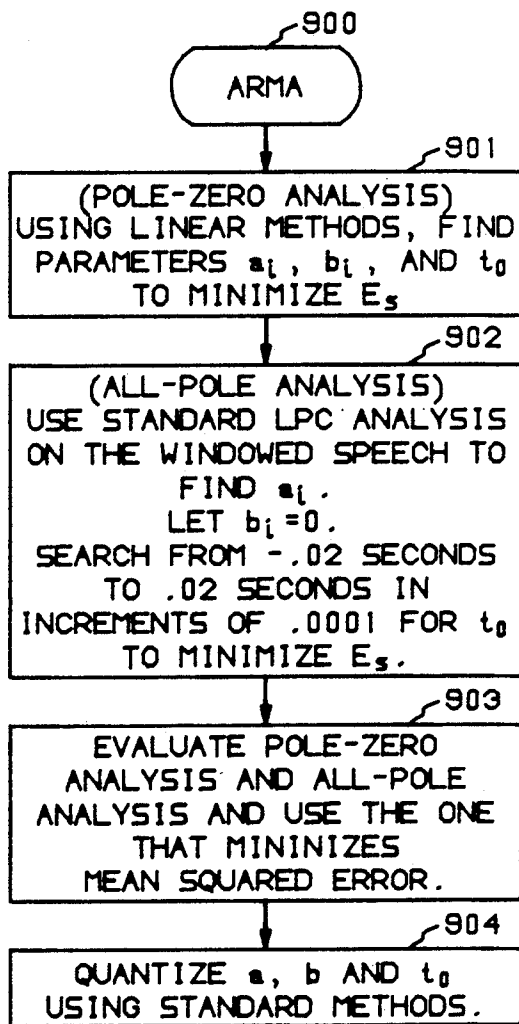 900
ARMA
901
(POLE-ZERO ANALYSIS)
USING LINEAR METHODS, FIND
PARAMETERS aᵢ, bᵢ, AND t₀
TO MINIMIZE Eₛ
902
(ALL-POLE ANALYSIS)
USE STANDARD LPC ANALYSIS
ON THE WINDOWED SPEECH TO
FIND aᵢ.
LET bᵢ=0.
SEARCH FROM -.02 SECONDS
TO .02 SECONDS IN
INCREMENTS OF .0001 FOR t₀
TO MINIMIZE Eₛ.
903
EVALUATE POLE-ZERO
ANALYSIS AND ALL-POLE
ANALYSIS AND USE THE ONE
THAT MININIZES
MEAN SQUARED ERROR.
904
QUANTIZE a, b AND t₀
USING STANDARD METHODS.